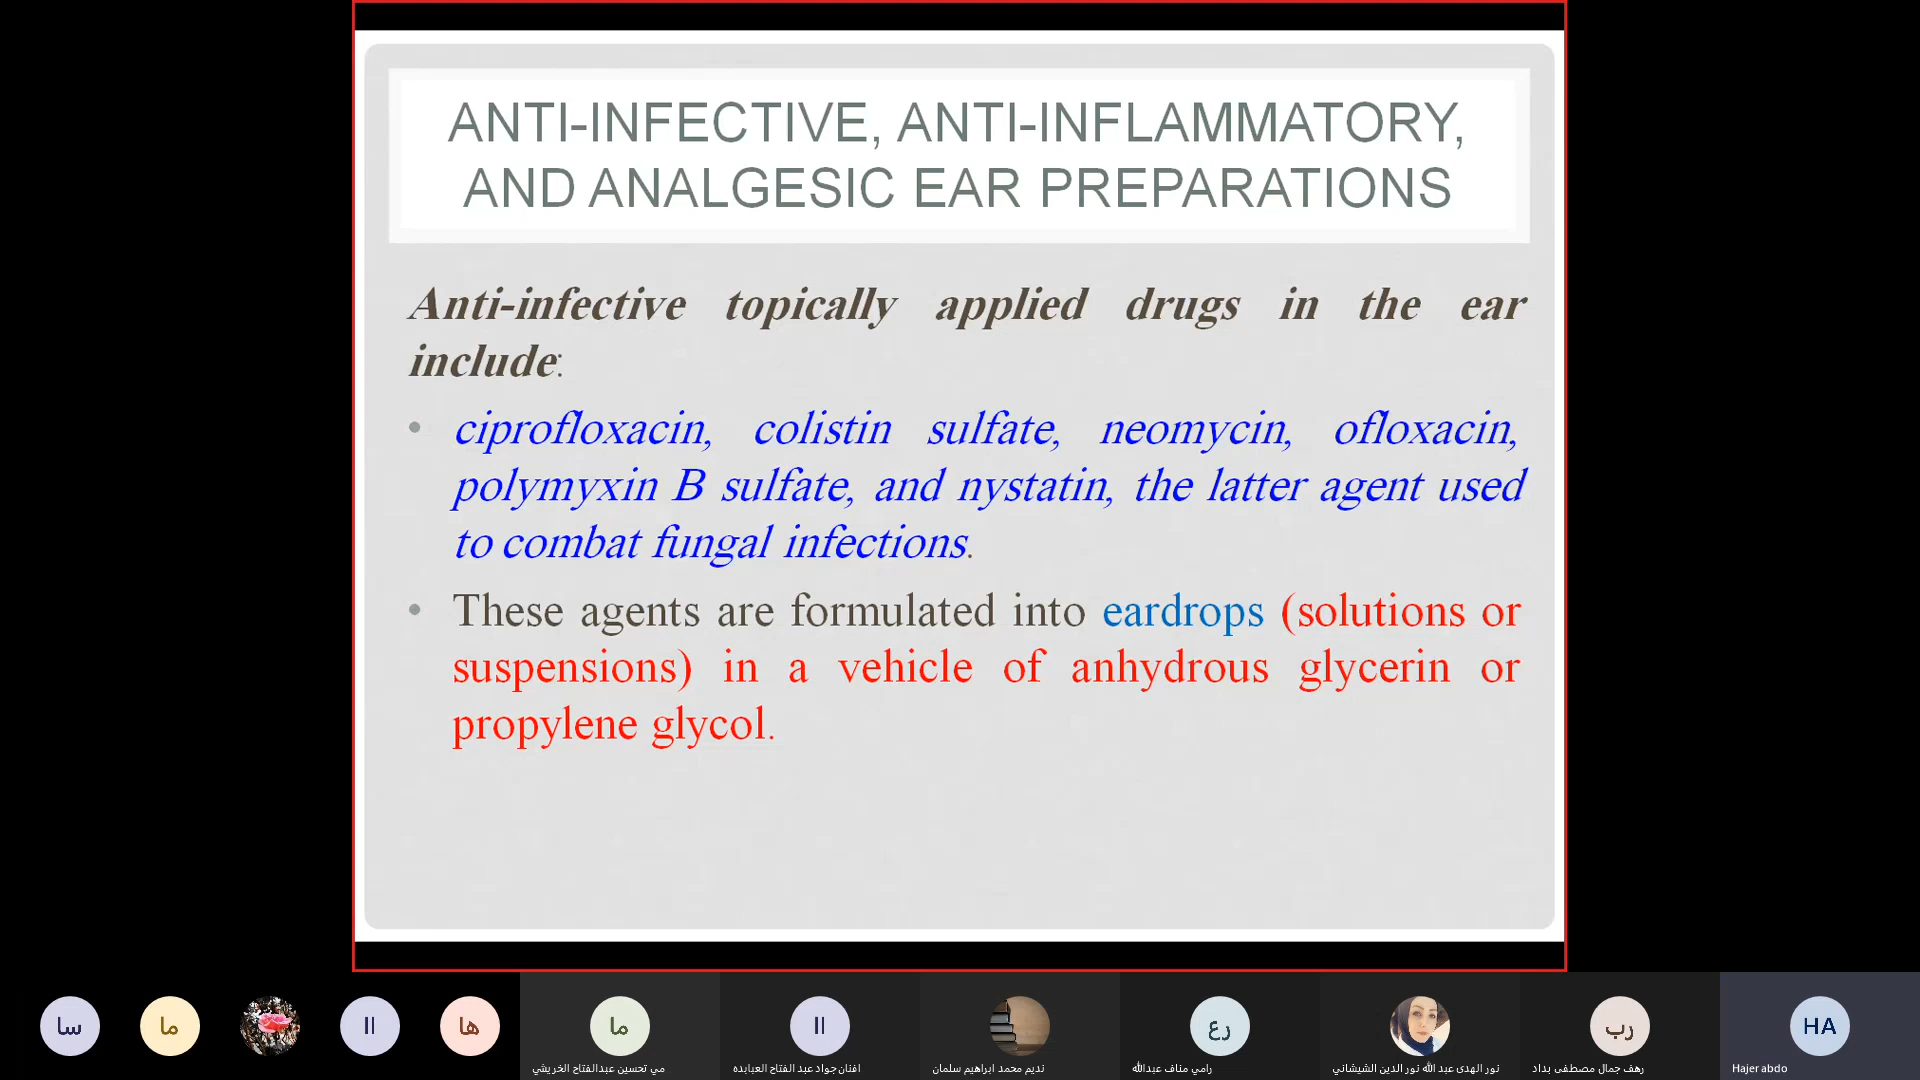 ANTI-INFECTIVE, ANTI-INFLAMMATORY,
AND ANALGESIC EAR PREPARATIONS
Anti-infective topically applied drugs in the ear
include:
• ciprofloxacin, colistin sulfate, neomycin, ofloxacin,
polymyxin B sulfate, and nystatin, the latter agent used
to combat fungal infections.
• These agents are formulated into eardrops (solutions or
suspensions) in a vehicle of anhydrous glycerin or
propylene glycol.
سا
ما
اا
ها
ما
اا
رع
رب
HA
مي تحسين عبدالفتاح الخريشي
افنان جواد عبد الفتاح العبابده
نديم محمد ابراهيم سلمان
رامي مناف عبدالله
نور الهدى عبد الله نور الدين الشيشاني
رهف جمال مصطفى بداد
Hajer abdo